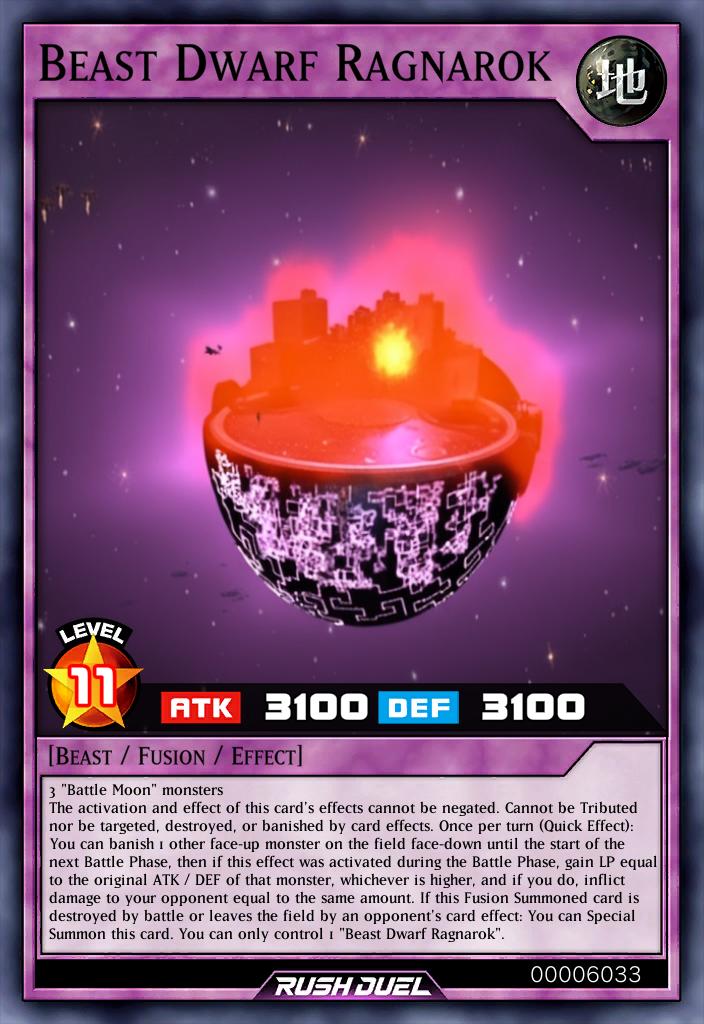 Beast Dwarf Ragnarok
地
LEVEL
11
ATK 3100 DEF 3100
[Beast / Fusion / Effect]
3 "Battle Moon" monsters
The activation and effect of this card's effects cannot be negated. Cannot be Tributed
nor be targeted, destroyed, or banished by card effects. Once per turn (Quick Effect):
You can banish 1 other face-up monster on the field face-down until the start of the
next Battle Phase, then if this effect was activated during the Battle Phase, gain LP equal
to the original ATK / DEF of that monster, whichever is higher, and if you do, inflict
damage to your opponent equal to the same amount. If this Fusion Summoned card is
destroyed by battle or leaves the field by an opponent's card effect: You can Special
Summon this card. You can only control 1 "Beast Dwarf Ragnarok".
00006033
RUSH DUEL